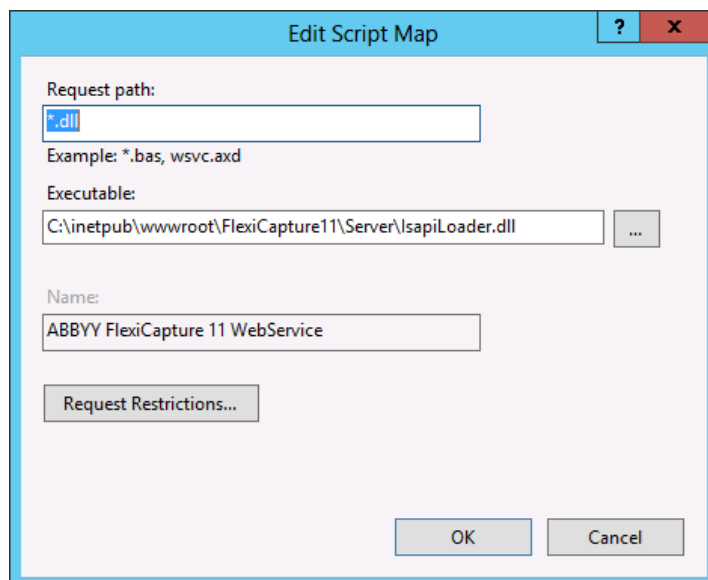 Edit Script Map
?
x
Request path:
*.dll
Example: *.bas, wsvc.axd
Executable:
C:\inetpub\wwwroot\FlexiCapture11\Server\IsapiLoader.dll
...
Name:
ABBYY FlexiCapture 11 WebService
Request Restrictions...
OK
Cancel